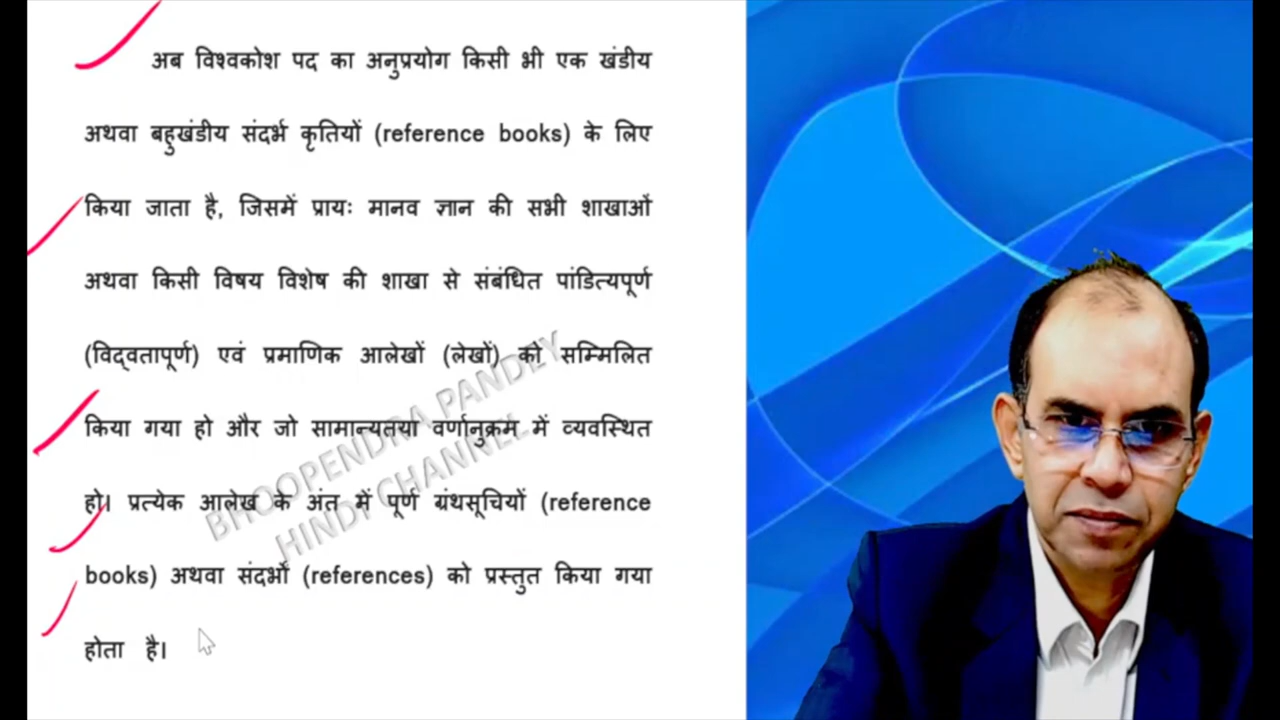 अब विश्वकोश पद का अनुप्रयोग किसी भी एक खंडीय
अथवा बहुखंडीय संदर्भ कृतियों (reference books) के लिए
किया जाता है, जिसमें प्रायः मानव ज्ञान की सभी शाखाओं
अथवा किसी विषय विशेष की शाखा से संबंधित पांडित्यपूर्ण
(विद्वतापूर्ण) एवं प्रमाणिक आलेखों (लेखों) को सम्मिलित
किया गया हो और जो सामान्यतया वर्णानुक्रम में व्यवस्थित
हो। प्रत्येक आलेख के अंत में पूर्ण ग्रंथसूचियों (reference
books) अथवा संदर्भों (references) को प्रस्तुत किया गया
होता है।
BHOOPENDRA PANDEY
HINDI CHANNEL